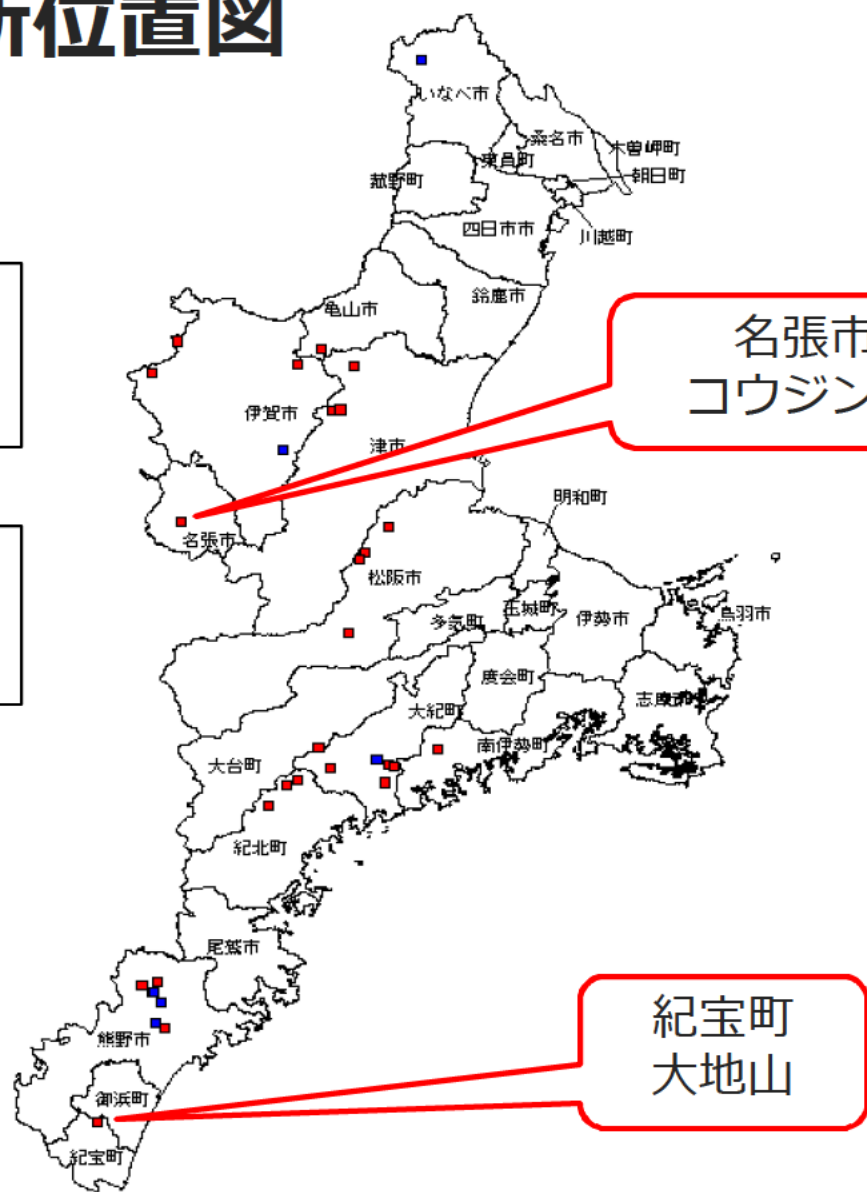 所位置図
いなべ市
桑名市
木曽岬町
東員町
朝日町
菰野町
四日市市
川越町
鈴鹿市
亀山市
名張市
コウジン
伊賀市
津市
明和町
名張市
松阪市
多気町
玉城町
伊勢市
鳥羽市
度会町
志摩市
大紀町
南伊勢町
大台町
紀北町
尾鷲市
紀宝町
大地山
熊野市
御浜町
紀宝町